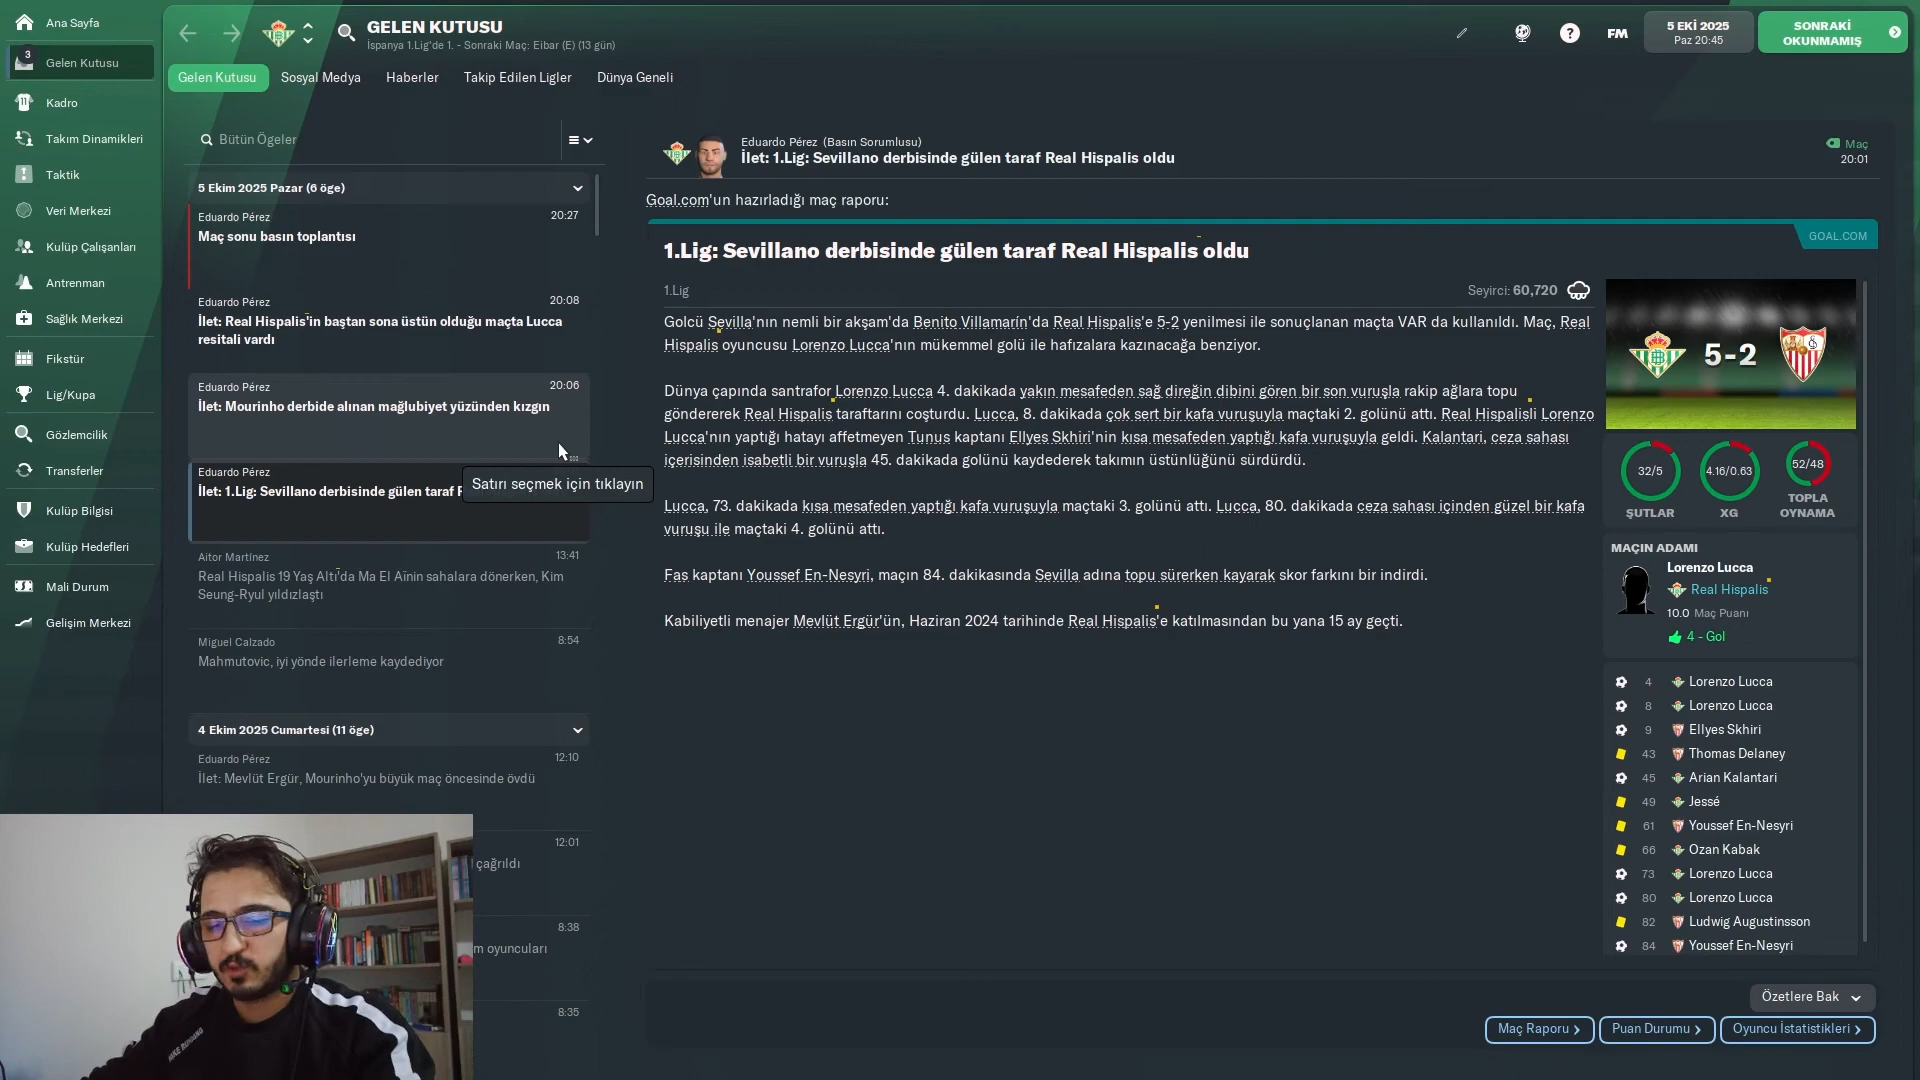 Ana Sayfa
3
Gelen Kutusu
Kadro
Takım Dinamikleri
Taktik
Veri Merkezi
Kulüp Çalışanları
Antrenman
Sağlık Merkezi
Fikstür
Lig/Kupa
Gözlemcilik
Transferler
Kulüp Bilgisi
Kulüp Hedefleri
Mali Durum
Gelişim Merkezi
GELEN KUTUSU
İspanya 1.Lig'de 1. - Sonraki Maç: Eibar (E) (13 gün)
FM
5 EKİ 2025
Paz 20:45
SONRAKİ
OKUNMAMIŞ
Gelen Kutusu
Sosyal Medya
Haberler
Takip Edilen Ligler
Dünya Geneli
Bütün Ögeler
5 Ekim 2025 Pazar (6 öge)
Eduardo Pérez
20:27
Maç sonu basın toplantısı
Eduardo Pérez
20:08
İlet: Real Hispalis'in baştan sona üstün olduğu maçta Lucca
resitali vardı
Eduardo Pérez
20:06
İlet: Mourinho derbide alınan mağlubiyet yüzünden kızgın
Eduardo Pérez
İlet: 1.Lig: Sevillano derbisinde gülen taraf
Satırı seçmek için tıklayın
Aitor Martínez
13:41
Real Hispalis 19 Yaş Altı'da Ma El Aïnin sahalara dönerken, Kim
Seung-Ryul yıldızlaştı
Miguel Calzado
8:54
Mahmutovic, iyi yönde ilerleme kaydediyor
4 Ekim 2025 Cumartesi (11 öge)
Eduardo Pérez
12:10
İlet: Mevlüt Ergür, Mourinho'yu büyük maç öncesinde övdü
12:01
çağrıldı
8:38
m oyuncuları
8:35
Eduardo Pérez (Basın Sorumlusu)
İlet: 1.Lig: Sevillano derbisinde gülen taraf Real Hispalis oldu
Maç
20:01
Goal.com'un hazırladığı maç raporu:
GOAL.COM
1.Lig: Sevillano derbisinde gülen taraf Real Hispalis oldu
1.Lig
Seyirci: 60,720
Golcü Sevilla'nın nemli bir akşam'da Benito Villamarín'da Real Hispalis'e 5-2 yenilmesi ile sonuçlanan maçta VAR da kullanıldı. Maç, Real
Hispalis oyuncusu Lorenzo Lucca'nın mükemmel golü ile hafızalara kazınacağa benziyor.
Dünya çapında santrafor Lorenzo Lucca 4. dakikada yakın mesafeden sağ direğin dibini gören bir son vuruşla rakip ağlara topu
göndererek Real Hispalis taraftarını coşturdu. Lucca, 8. dakikada çok sert bir kafa vuruşuyla maçtaki 2. golünü attı. Real Hispalisli Lorenzo
Lucca'nın yaptığı hatayı affetmeyen Tunus kaptanı Ellyes Skhiri'nin kısa mesafeden yaptığı kafa vuruşuyla geldi. Kalantari, ceza sahası
içerisinden isabetli bir vuruşla 45. dakikada golünü kaydederek takımın üstünlüğünü sürdürdü.
Lucca, 73. dakikada kısa mesafeden yaptığı kafa vuruşuyla maçtaki 3. golünü attı. Lucca, 80. dakikada ceza sahası içinden güzel bir kafa
vuruşu ile maçtaki 4. golünü attı.
Fas kaptanı Youssef En-Nesyri, maçın 84. dakikasında Sevilla adına topu sürerken kayarak skor farkını bir indirdi.
Kabiliyetli menajer Mevlüt Ergür'ün, Haziran 2024 tarihinde Real Hispalis'e katılmasından bu yana 15 ay geçti.
5-2
32/5
4.16/0.63
52/48
ŞUTLAR
XG
TOPLA
OYNAMA
MAÇIN ADAMI
Lorenzo Lucca
Real Hispalis
10.0 Maç Puanı
4 - Gol
4 Lorenzo Lucca
8 Lorenzo Lucca
9 Ellyes Skhiri
43 Thomas Delaney
45 Arian Kalantari
49 Jessé
61 Youssef En-Nesyri
66 Ozan Kabak
73 Lorenzo Lucca
80 Lorenzo Lucca
82 Ludwig Augustinsson
84 Youssef En-Nesyri
Özetlere Bak
Maç Raporu
Puan Durumu
Oyuncu İstatistikleri